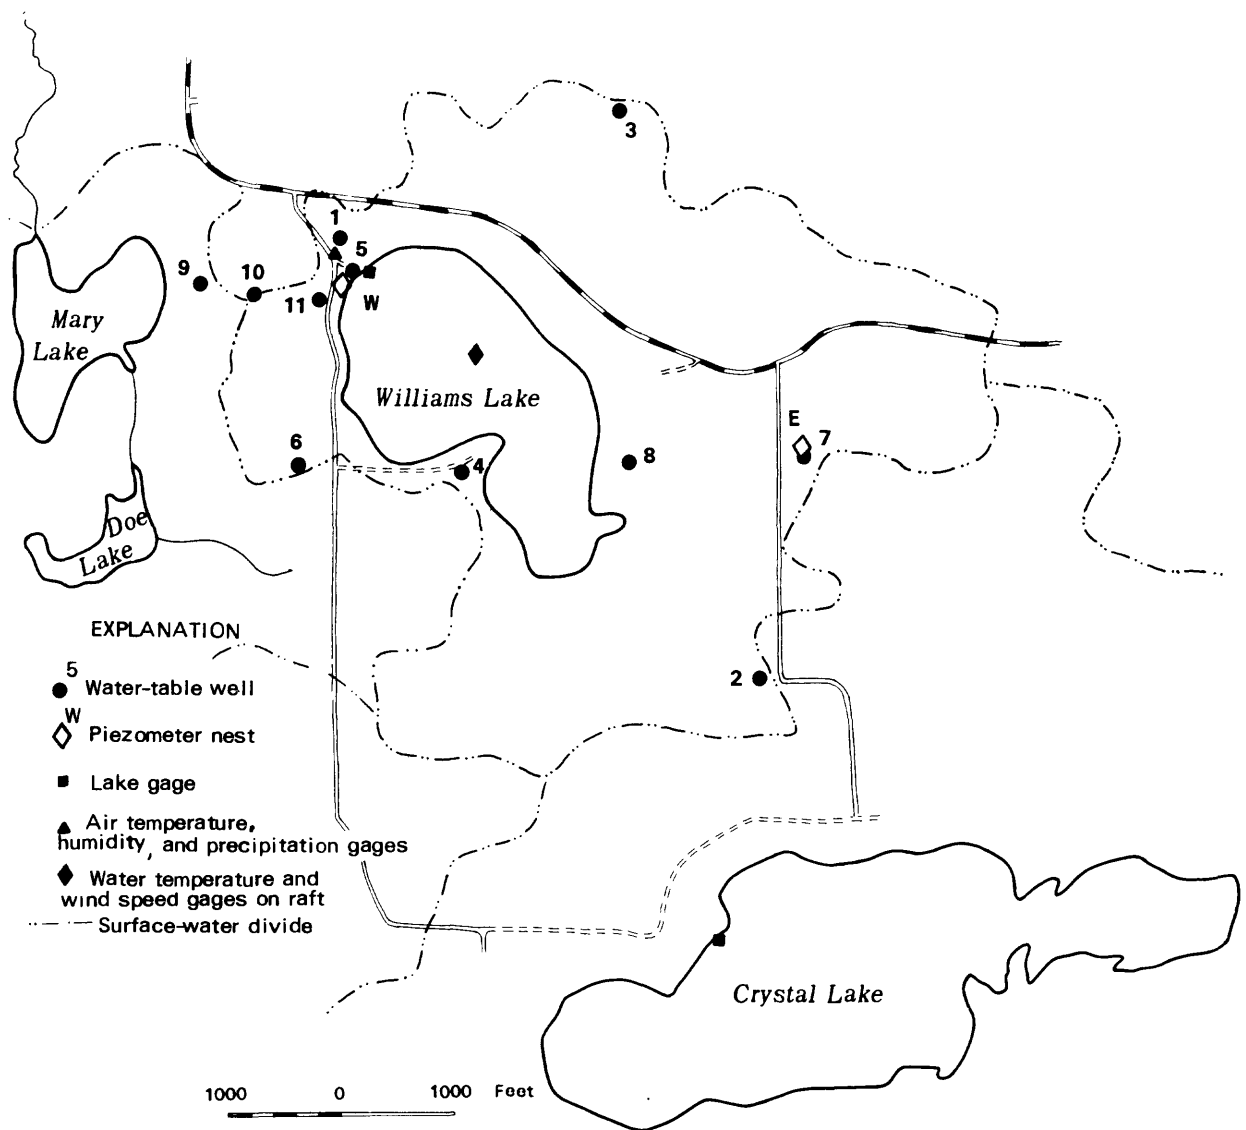 3
1
5
9
10
11
W
Mary
Lake
Williams Lake
E
7
6
4
8
Doe
Lake
2
EXPLANATION
5
Water-table well
W
Piezometer nest
Lake gage
Air temperature,
humidity, and precipitation gages
Water temperature and
wind speed gages on raft
Surface-water divide
Crystal Lake
1000 0 1000 Feet